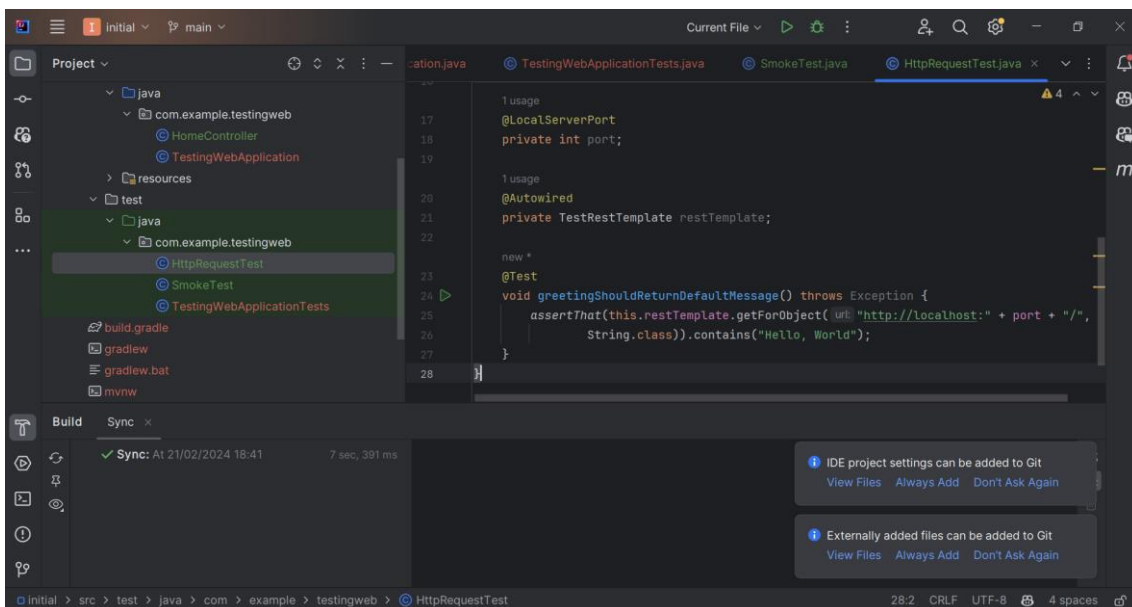 initial
main
Current File
Project
ation.java
TestingWebApplicationTests.java
SmokeTest.java
HttpRequestTest.java
java
com.example.testingweb
HomeController
TestingWebApplication
resources
test
java
com.example.testingweb
HttpRequestTest
SmokeTest
TestingWebApplicationTests
build.gradle
gradlew
gradlew.bat
mvnw
4
1 usage
17 @LocalServerPort
18 private int port;
19
1 usage
20 @Autowired
21 private TestRestTemplate restTemplate;
22
new *
23 @Test
24 void greetingShouldReturnDefaultMessage() throws Exception {
25 assertThat(this.restTemplate.getForObject( url: "http://localhost:" + port + "/",
26 String.class)).contains("Hello, World");
27 }
28 }
Build Sync
Sync: At 21/02/2024 18:41 7 sec, 391 ms
IDE project settings can be added to Git
View Files Always Add Don't Ask Again
Externally added files can be added to Git
View Files Always Add Don't Ask Again
initial > src > test > java > com > example > testingweb > HttpRequestTest
28:2 CRLF UTF-8 4 spaces